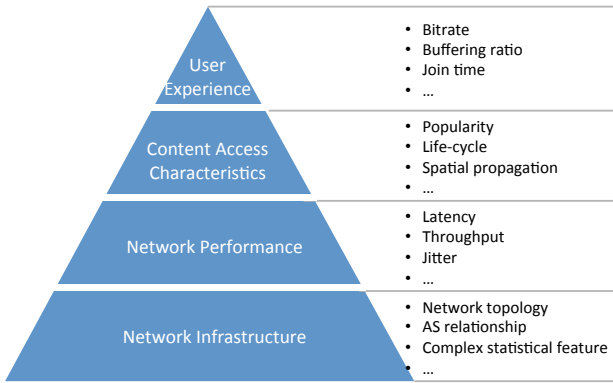 User
Experience
• Bitrate
• Buffering ratio
• Join time
• ...
Content Access
Characteristics
• Popularity
• Life-cycle
• Spatial propagation
• ...
Network Performance
• Latency
• Throughput
• Jitter
• ...
Network Infrastructure
• Network topology
• AS relationship
• Complex statistical feature
• ...